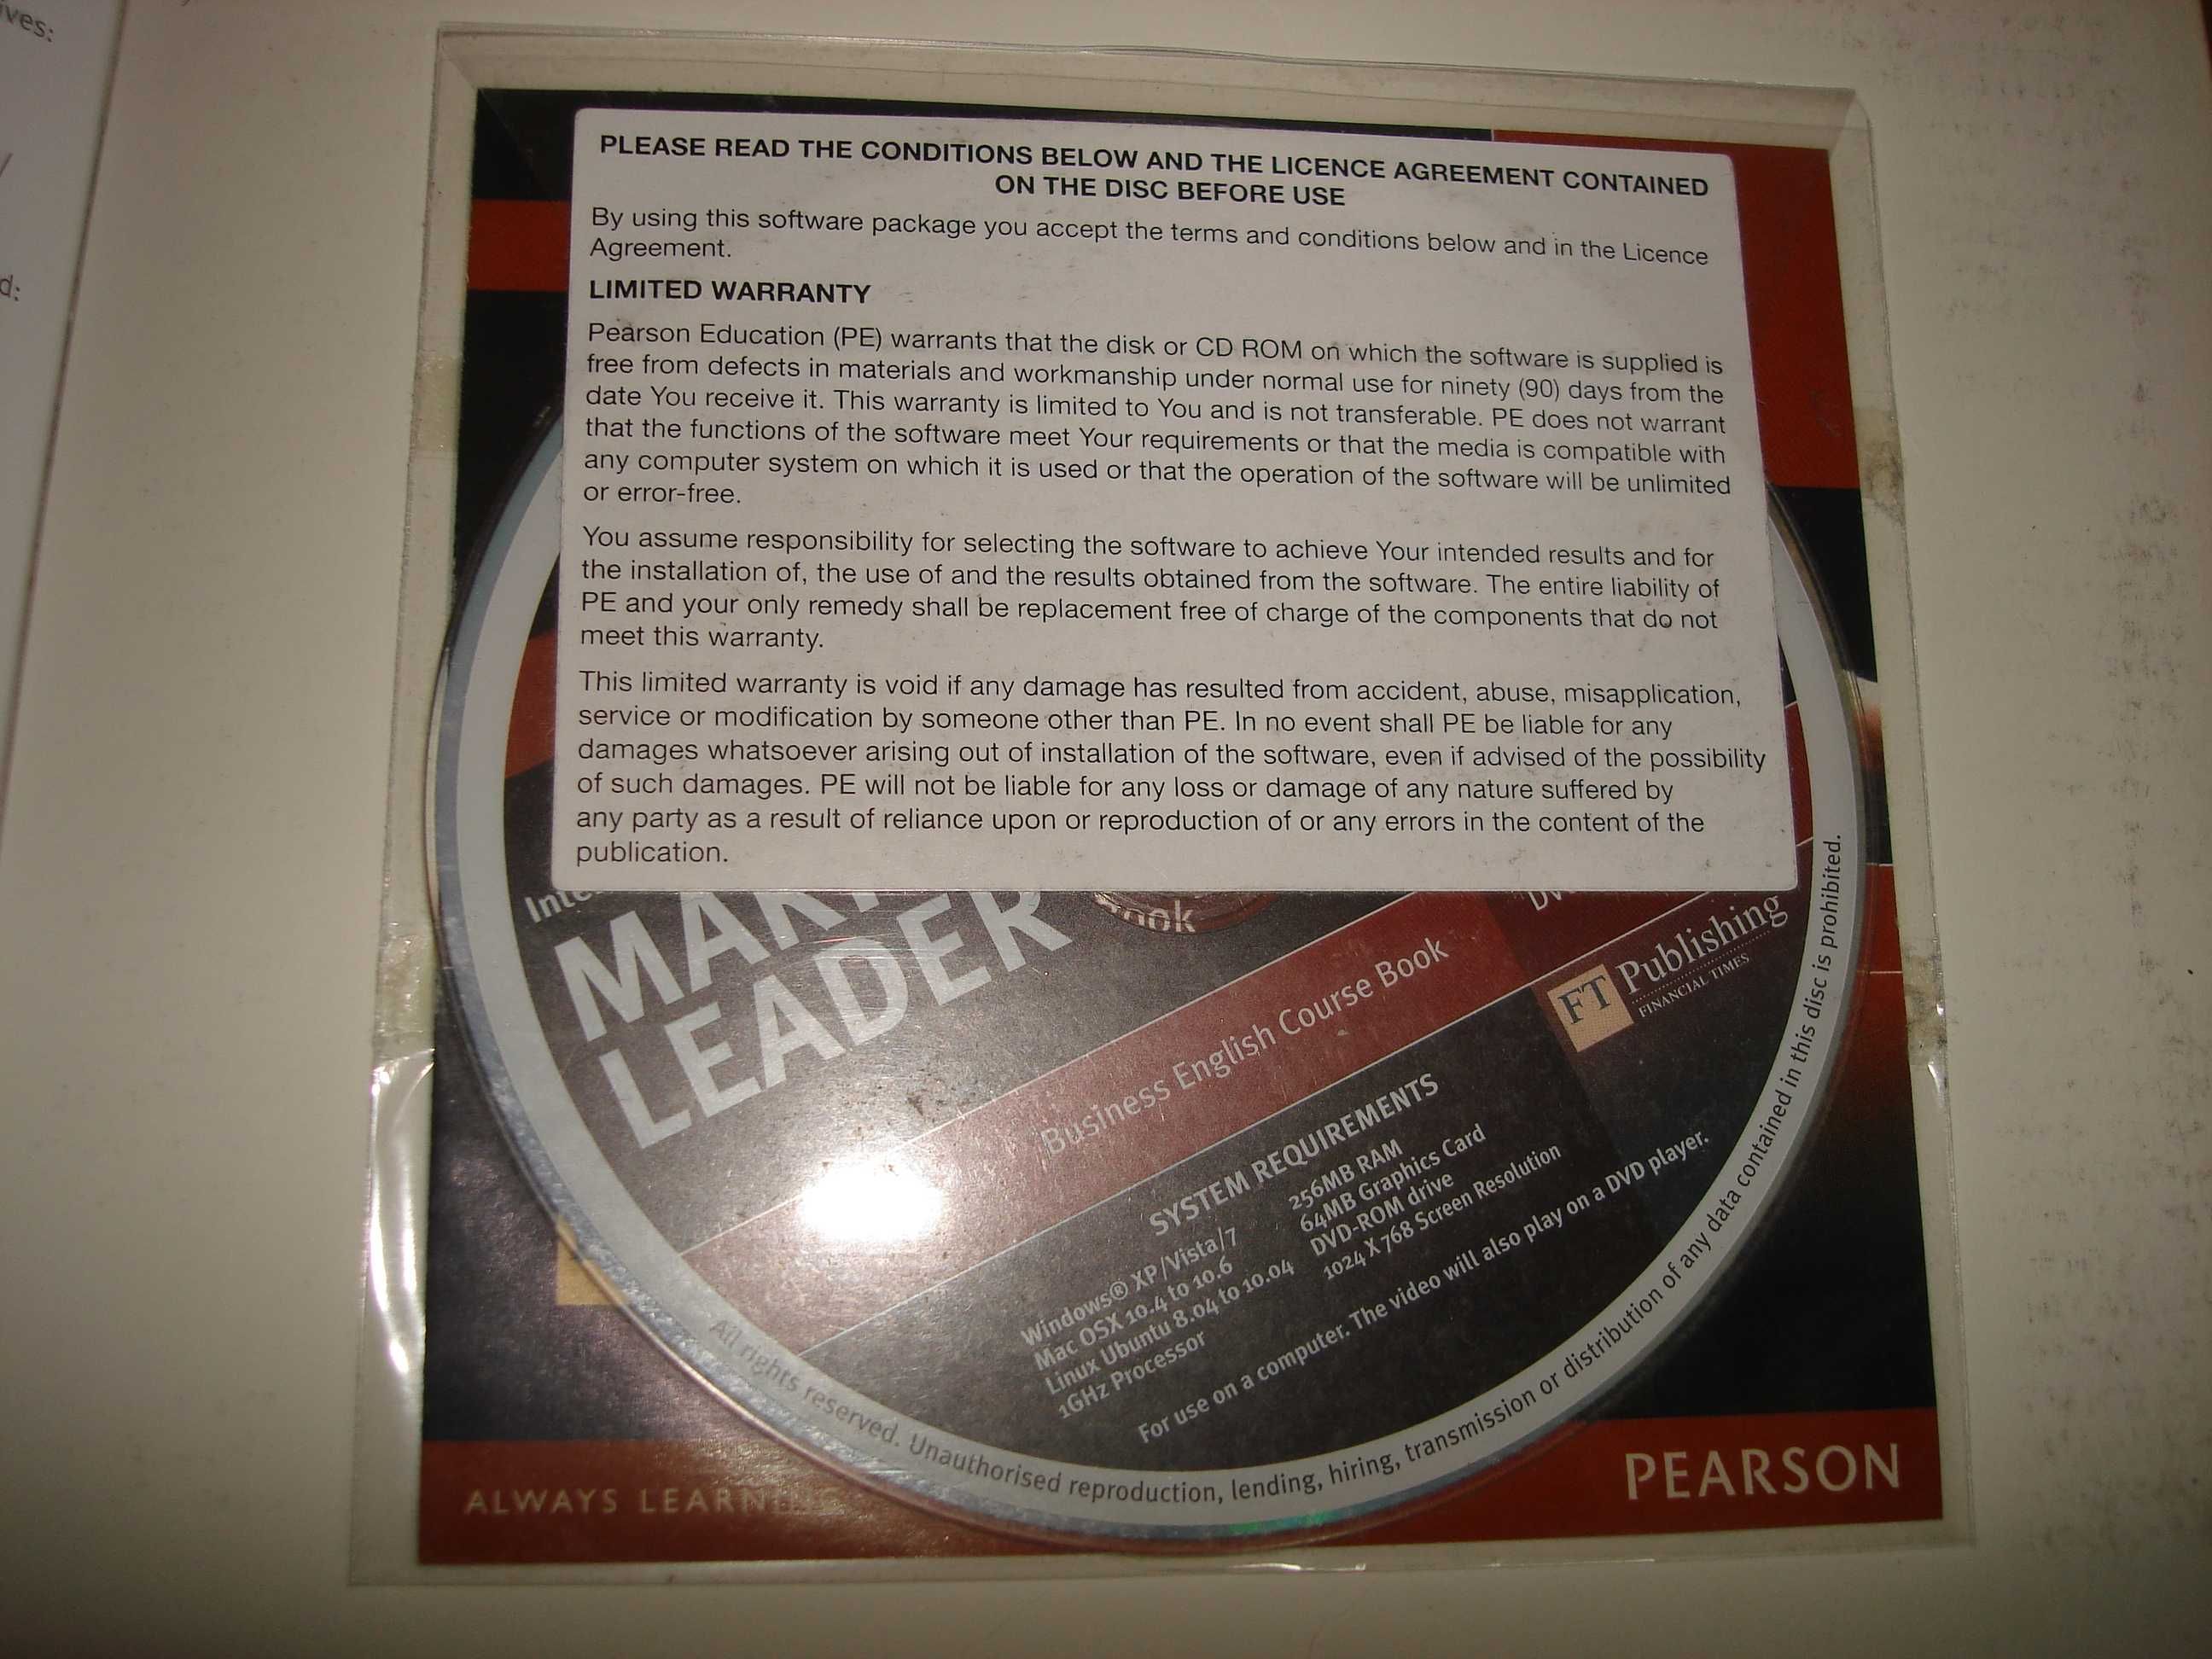 ives:
d:
PLEASE READ THE CONDITIONS BELOW AND THE LICENCE AGREEMENT CONTAINED
ON THE DISC BEFORE USE
By using this software package you accept the terms and conditions below and in the Licence
Agreement.
LIMITED WARRANTY
Pearson Education (PE) warrants that the disk or CD ROM on which the software is supplied is
free from defects in materials and workmanship under normal use for ninety (90) days from the
date You receive it. This warranty is limited to You and is not transferable. PE does not warrant
that the functions of the software meet Your requirements or that the media is compatible with
any computer system on which it is used or that the operation of the software will be unlimited
or error-free.
You assume responsibility for selecting the software to achieve Your intended results and for
the installation of, the use of and the results obtained from the software. The entire liability of
PE and your only remedy shall be replacement free of charge of the components that do not
meet this warranty.
This limited warranty is void if any damage has resulted from accident, abuse, misapplication,
service or modification by someone other than PE. In no event shall PE be liable for any
damages whatsoever arising out of installation of the software, even if advised of the possibility
of such damages. PE will not be liable for any loss or damage of any nature suffered by
any party as a result of reliance upon or reproduction of or any errors in the content of the
publication.
LEADER
Business English Course Book
FT Publishing
FINANCIAL TIMES
SYSTEM REQUIREMENTS
Windows® XP/Vista/7
Mac OSX 10.4 to 10.6
Linux Ubuntu 8.04 to 10.04
1GHz Processor
256MB RAM
64MB Graphics Card
DVD-ROM drive
1024 X 768 Screen Resolution
For use on a computer. The video will also play on a DVD player.
All rights reserved. Unauthorised reproduction, lending, hiring, transmission or distribution of any data contained in this disc is prohibited.
ALWAYS LEARNING
PEARSON